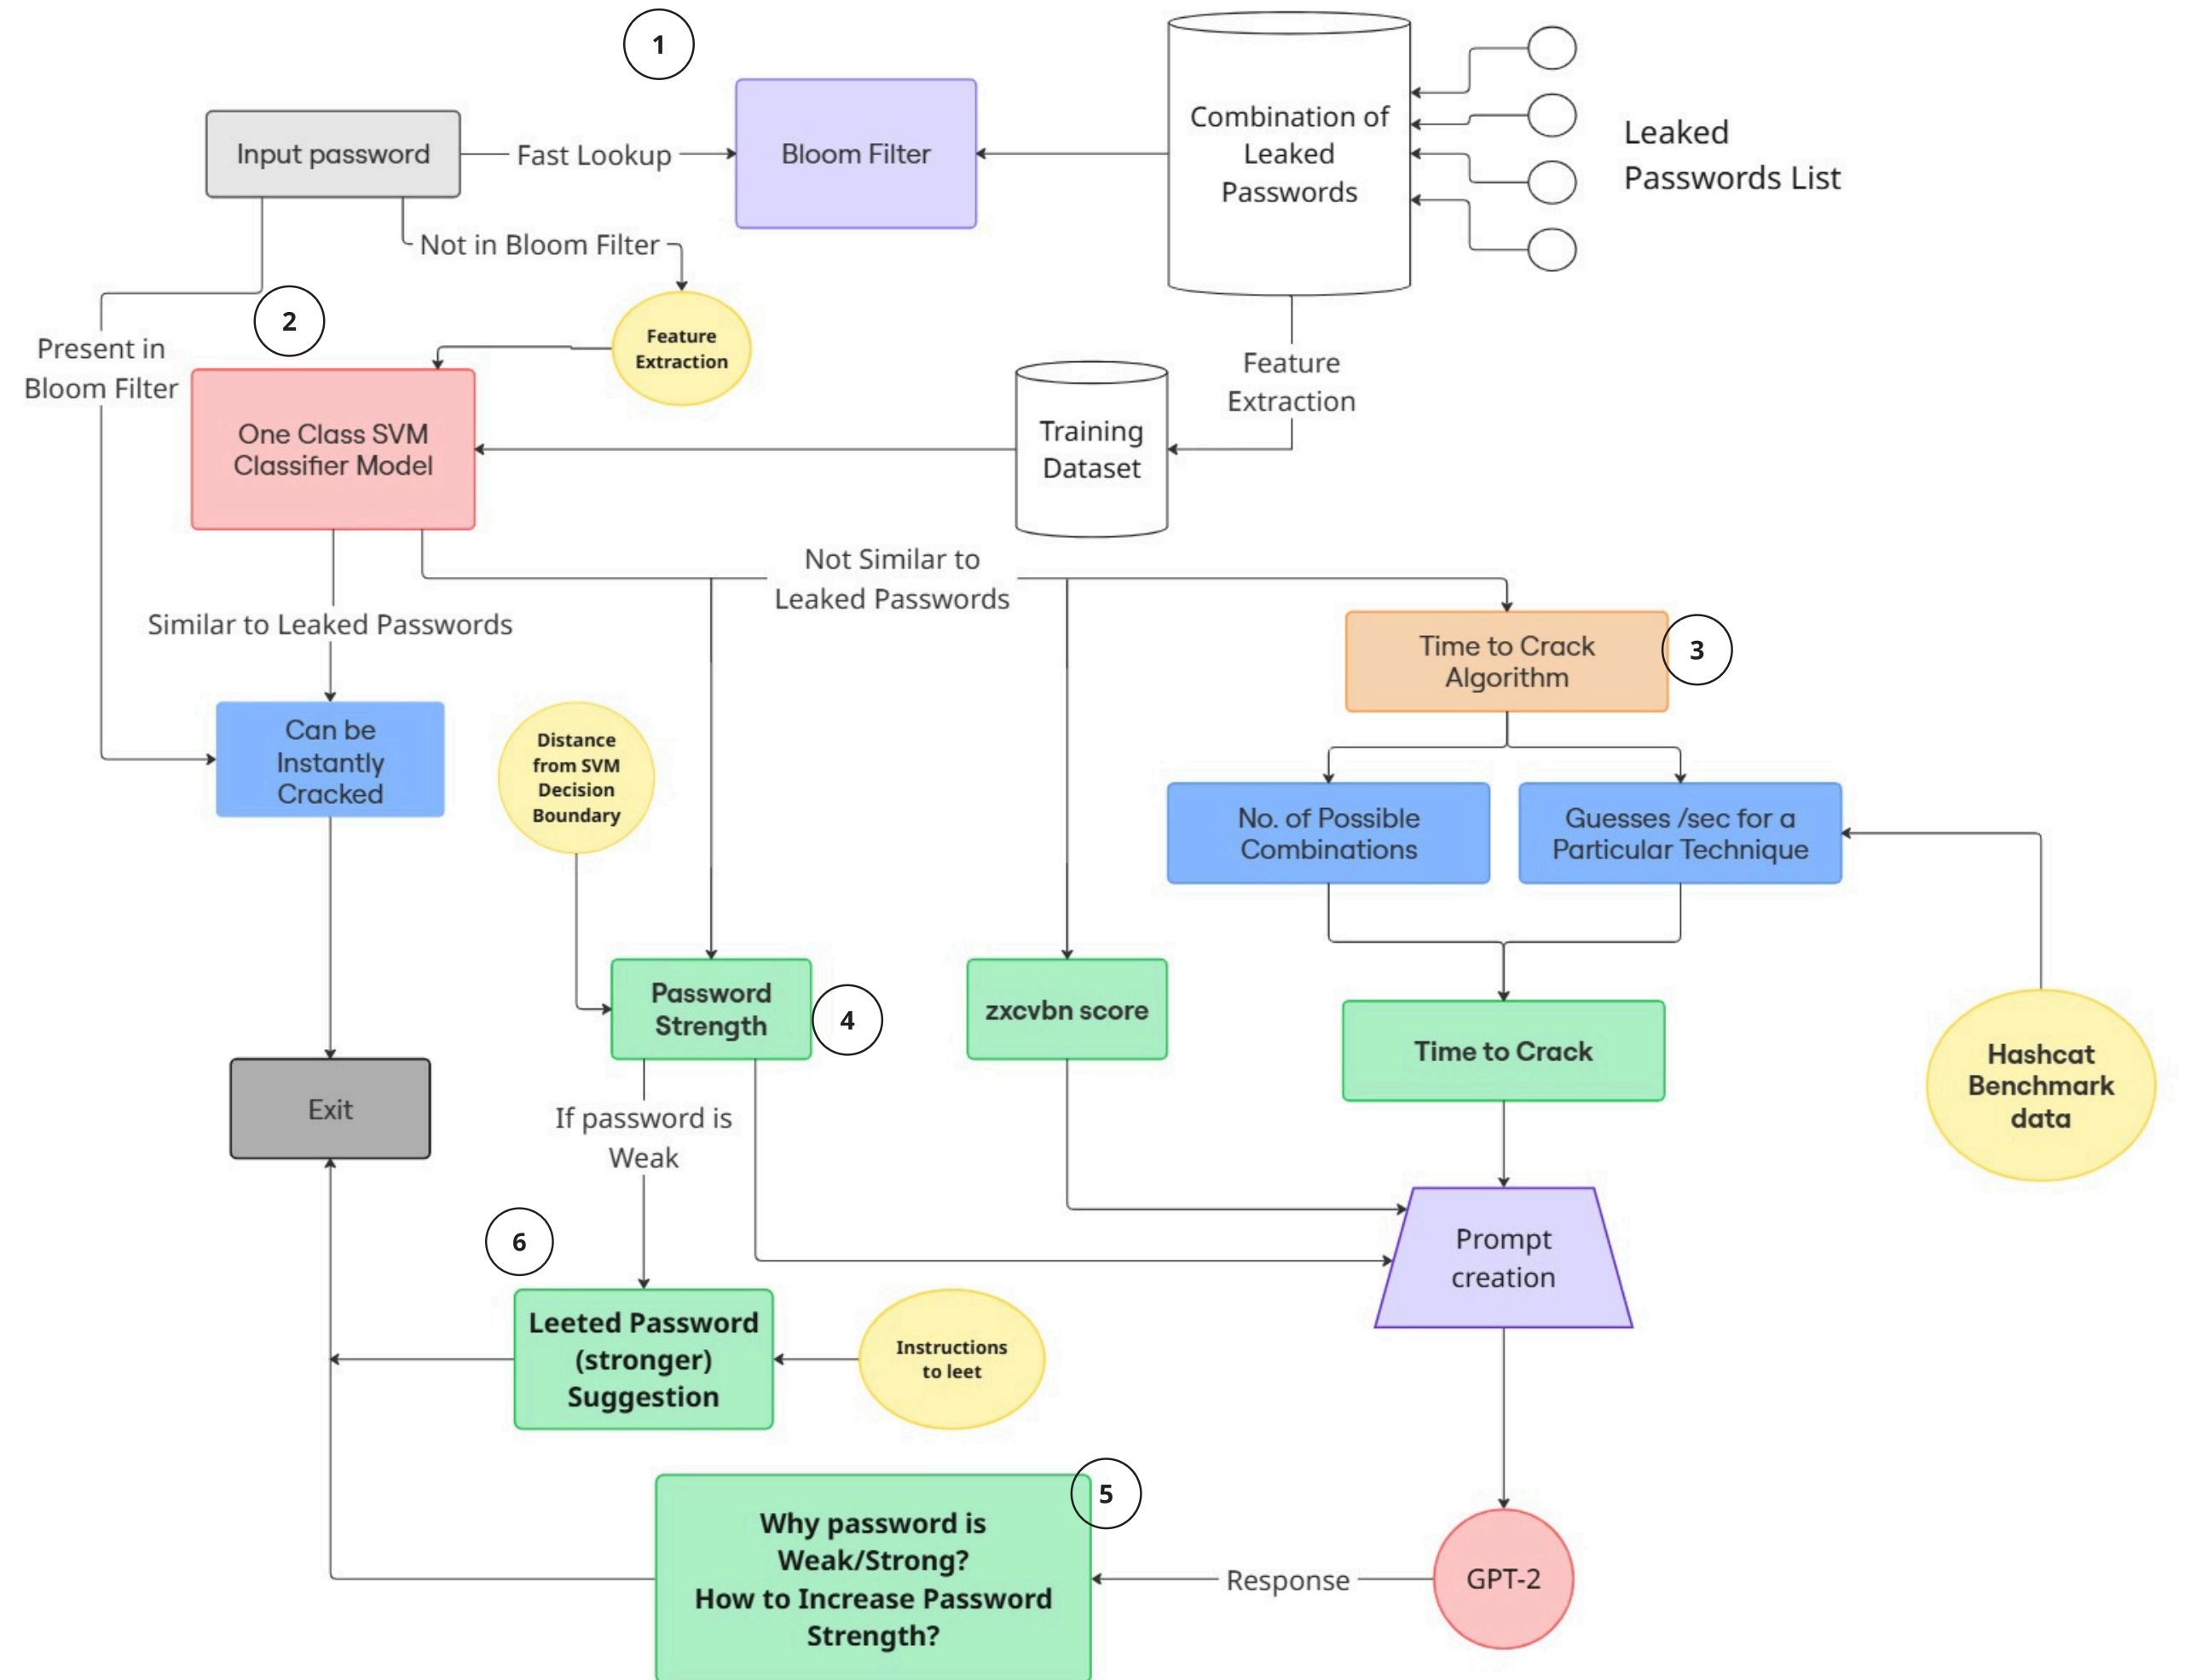 1
Input password
Fast Lookup
Bloom Filter
Combination of
Leaked
Passwords
Leaked
Passwords List
Not in Bloom Filter
2
Present in
Bloom Filter
Feature
Extraction
Feature
Extraction
One Class SVM
Classifier Model
Training
Dataset
Not Similar to
Leaked Passwords
Similar to Leaked Passwords
Time to Crack
Algorithm
3
Can be
Instantly
Cracked
Distance
from SVM
Decision
Boundary
No. of Possible
Combinations
Guesses /sec for a
Particular Technique
Password
Strength
4
zxcvbn score
Time to Crack
Hashcat
Benchmark
data
Exit
If password is
Weak
6
Prompt
creation
Leeted Password
(stronger)
Suggestion
Instructions
to leet
5
Why password is
Weak/Strong?
How to Increase Password
Strength?
Response
GPT-2